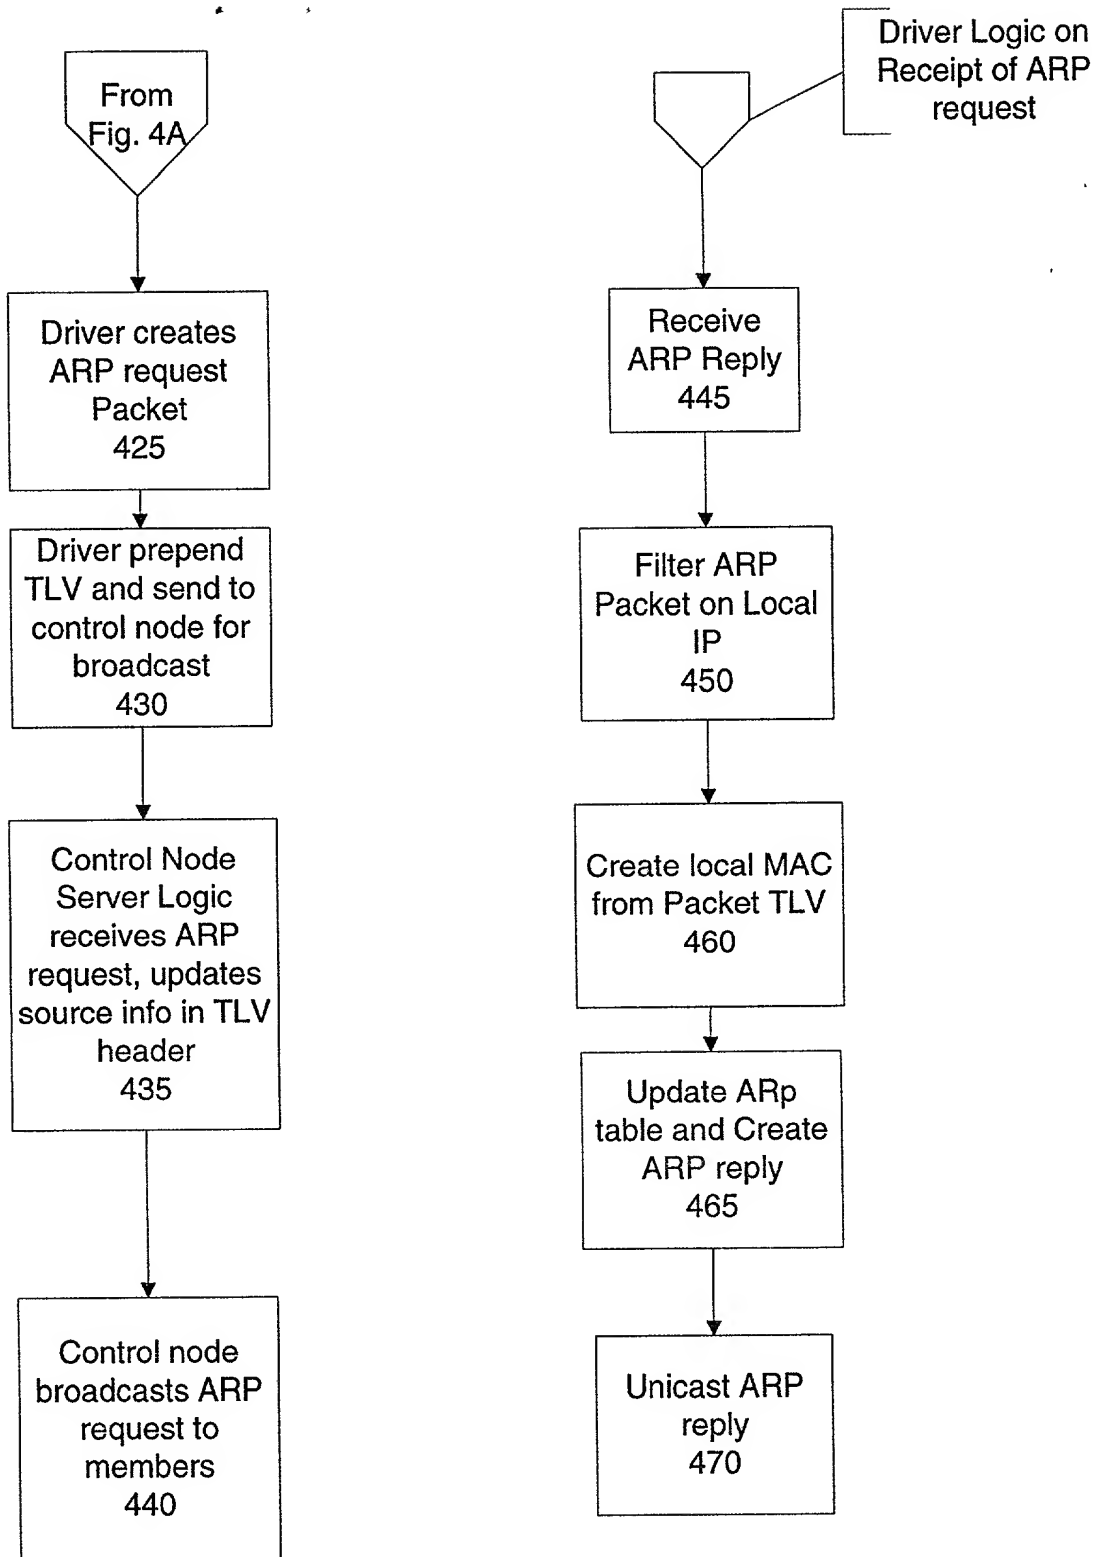 From
Fig. 4A
Driver creates
ARP request
Packet
425
Driver prepend
TLV and send to
control node for
broadcast
430
Control Node
Server Logic
receives ARP
request, updates
source info in TLV
header
435
Control node
broadcasts ARP
request to
members
440
Driver Logic on
Receipt of ARP
request
Receive
ARP Reply
445
Filter ARP
Packet on Local
IP
450
Create local MAC
from Packet TLV
460
Update ARp
table and Create
ARP reply
465
Unicast ARP
reply
470